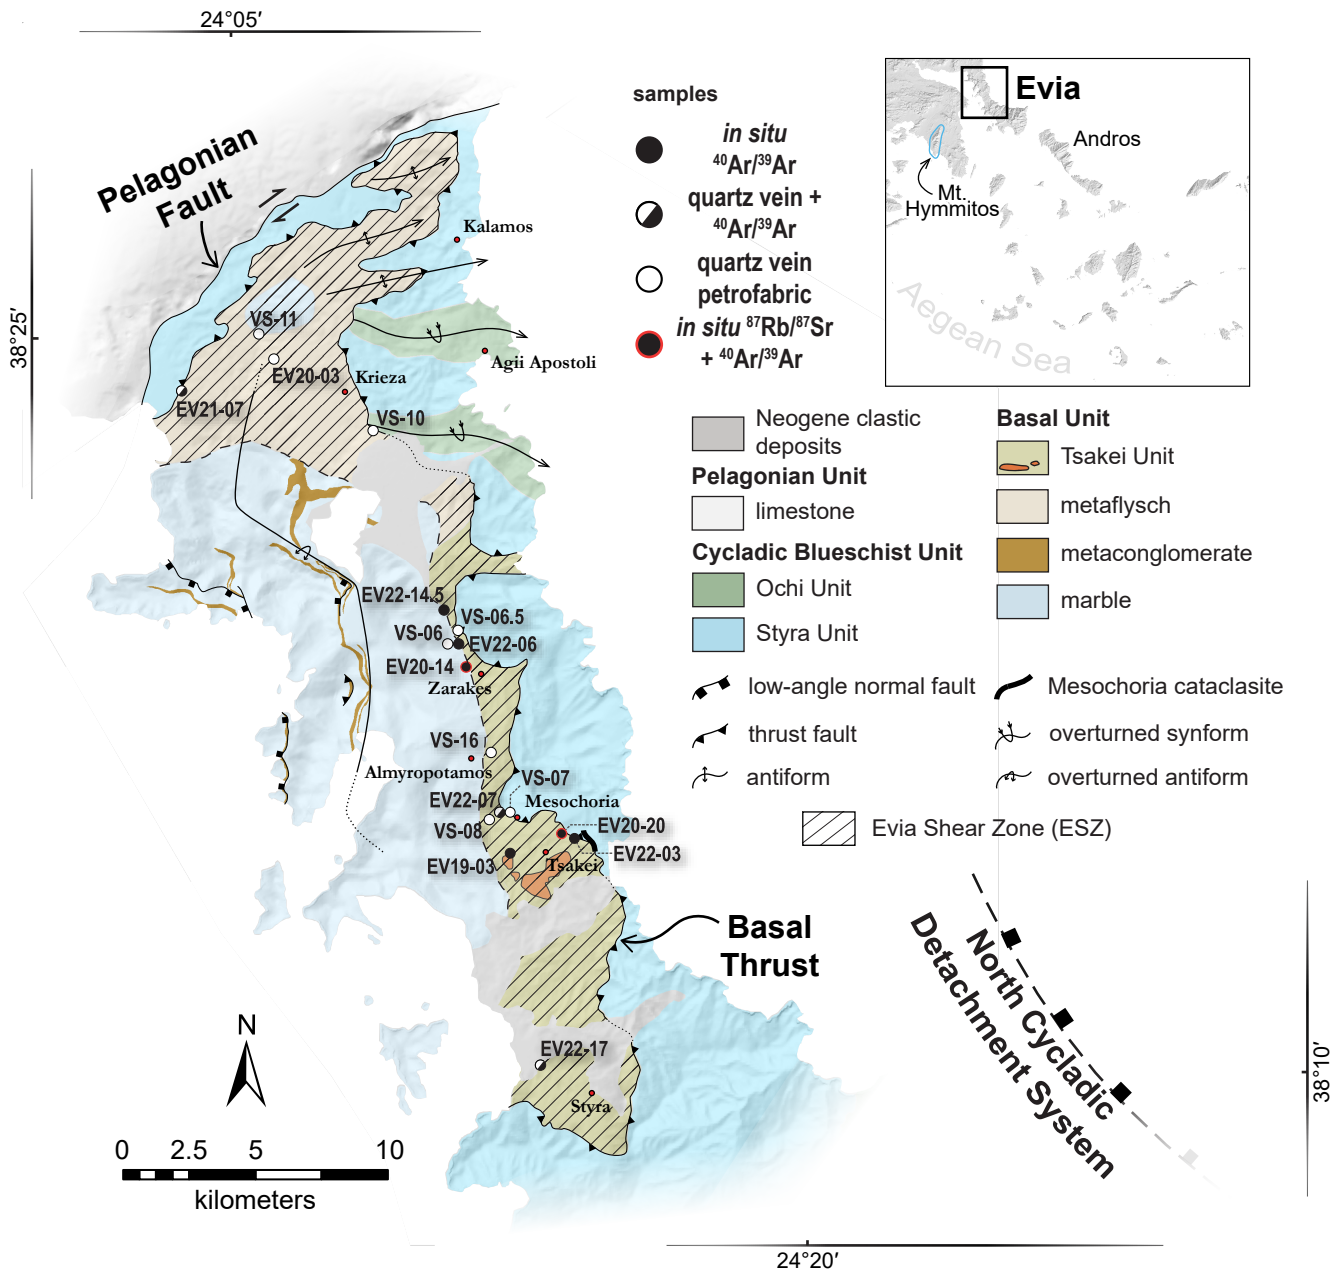 24°05′
samples
in situ
40Ar/39Ar
quartz vein +
40Ar/39Ar
quartz vein
petrofabric
in situ 87Rb/87Sr
+ 40Ar/39Ar
Evia
Andros
Mt.
Hymmitos
Aegean Sea
Pelagonian
Fault
Kalamos
VS-11
Agii Apostoli
EV20-03
Krieza
EV21-07
VS-10
38°25′
Neogene clastic
deposits
Pelagonian Unit
limestone
Cycladic Blueschist Unit
Ochi Unit
Styra Unit
Basal Unit
Tsakei Unit
metaflysch
metaconglomerate
marble
low-angle normal fault
thrust fault
antiform
Mesochoria cataclasite
overturned synform
overturned antiform
Evia Shear Zone (ESZ)
EV22-14.5
VS-06.5
VS-06
EV22-06
EV20-14
Zarakes
VS-16
Almyropotamos
VS-07
EV22-07
Mesochoria
VS-08
EV20-20
EV22-03
EV19-03
Tsakei
Basal
Thrust
North Cycladic
Detachment System
N
EV22-17
Styra
38°10′
0 2.5 5 10
kilometers
24°20′